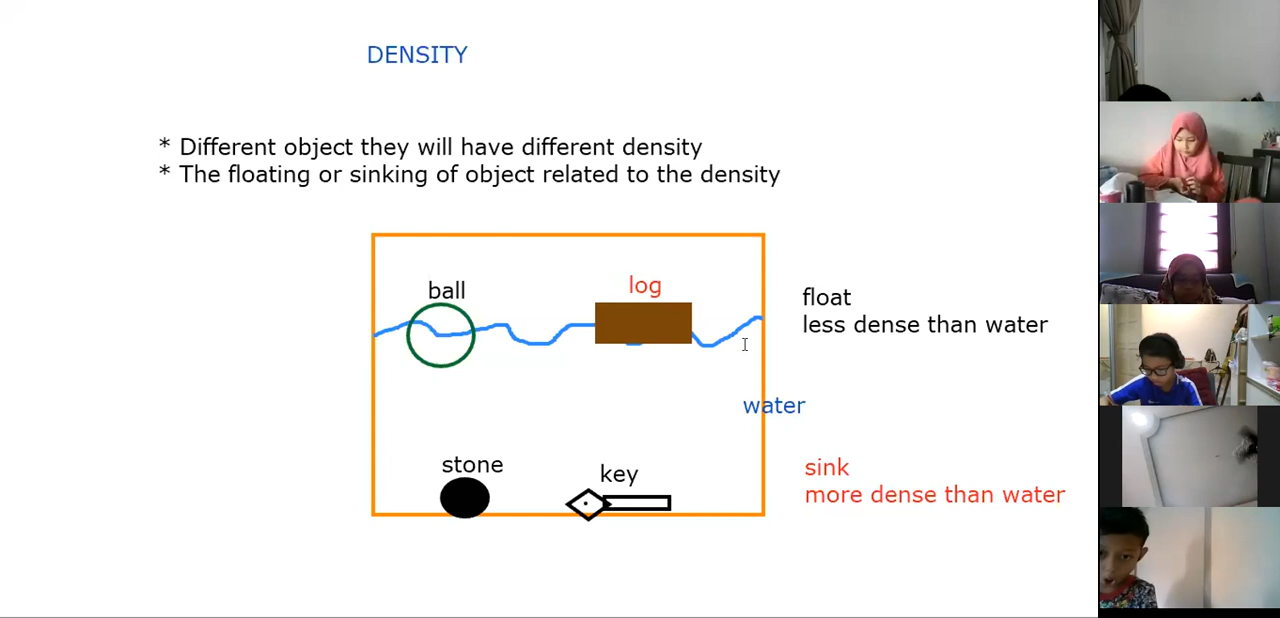 DENSITY
* Different object they will have different density
* The floating or sinking of object related to the density
ball
log
float
less dense than water
water
stone
key
sink
more dense than water